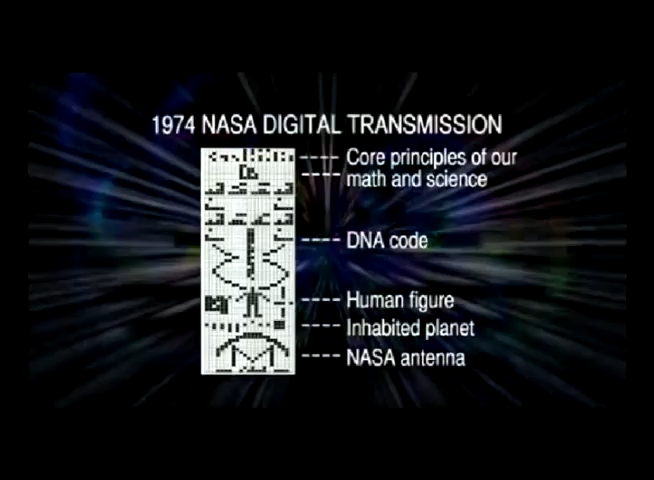 1974 NASA DIGITAL TRANSMISSION
Core principles of our
math and science
DNA code
Human figure
Inhabited planet
NASA antenna